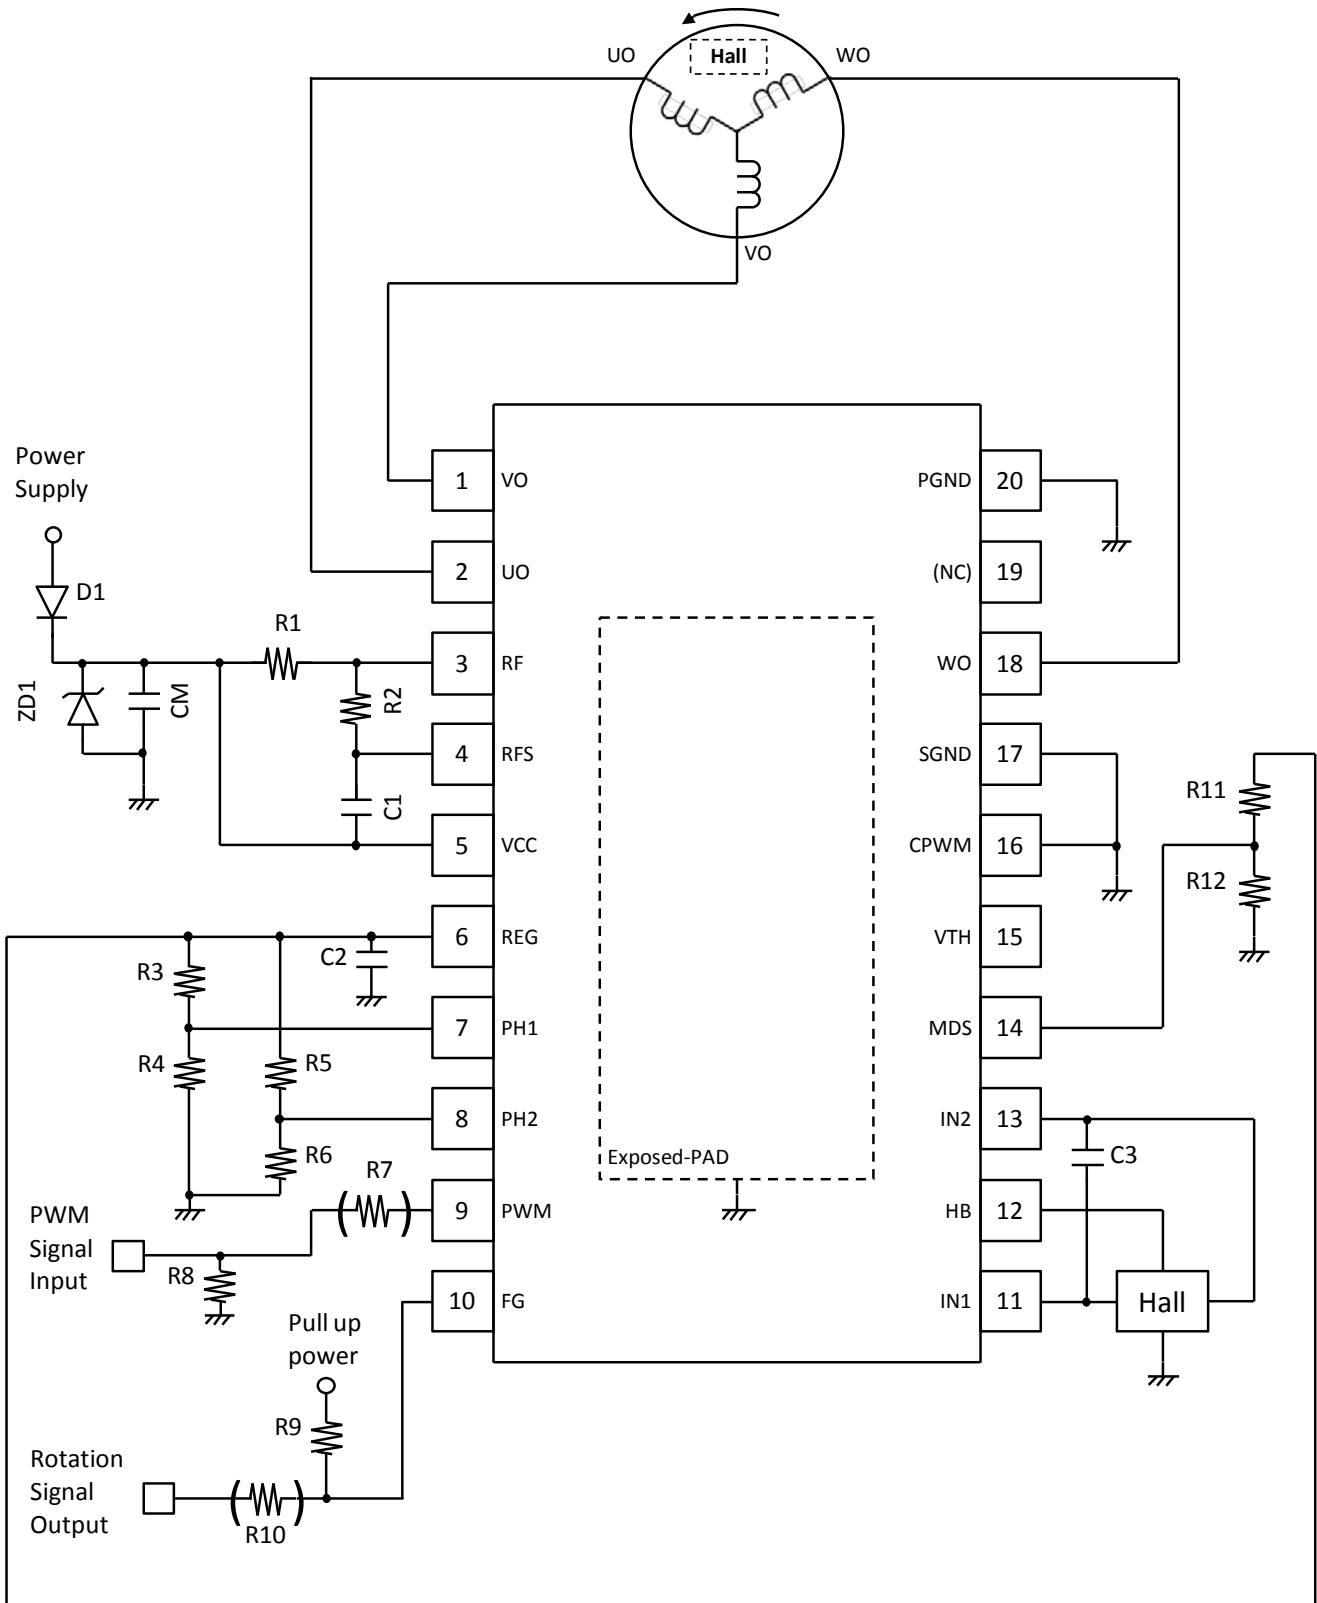 UO
Hall
WO
VO
Power
Supply
D1
R1
ZD1
CM
R2
C1
1
VO
2
UO
3
RF
4
RFS
5
VCC
6
REG
7
PH1
8
PH2
9
PWM
10
FG
PGND
20
(NC)
19
WO
18
SGND
17
CPWM
16
VTH
15
MDS
14
IN2
13
HB
12
IN1
11
Exposed-PAD
R3
C2
R4
R5
R6
R7
PWM
Signal
Input
R8
Pull up
power
R9
Rotation
Signal
Output
R10
R11
R12
C3
Hall